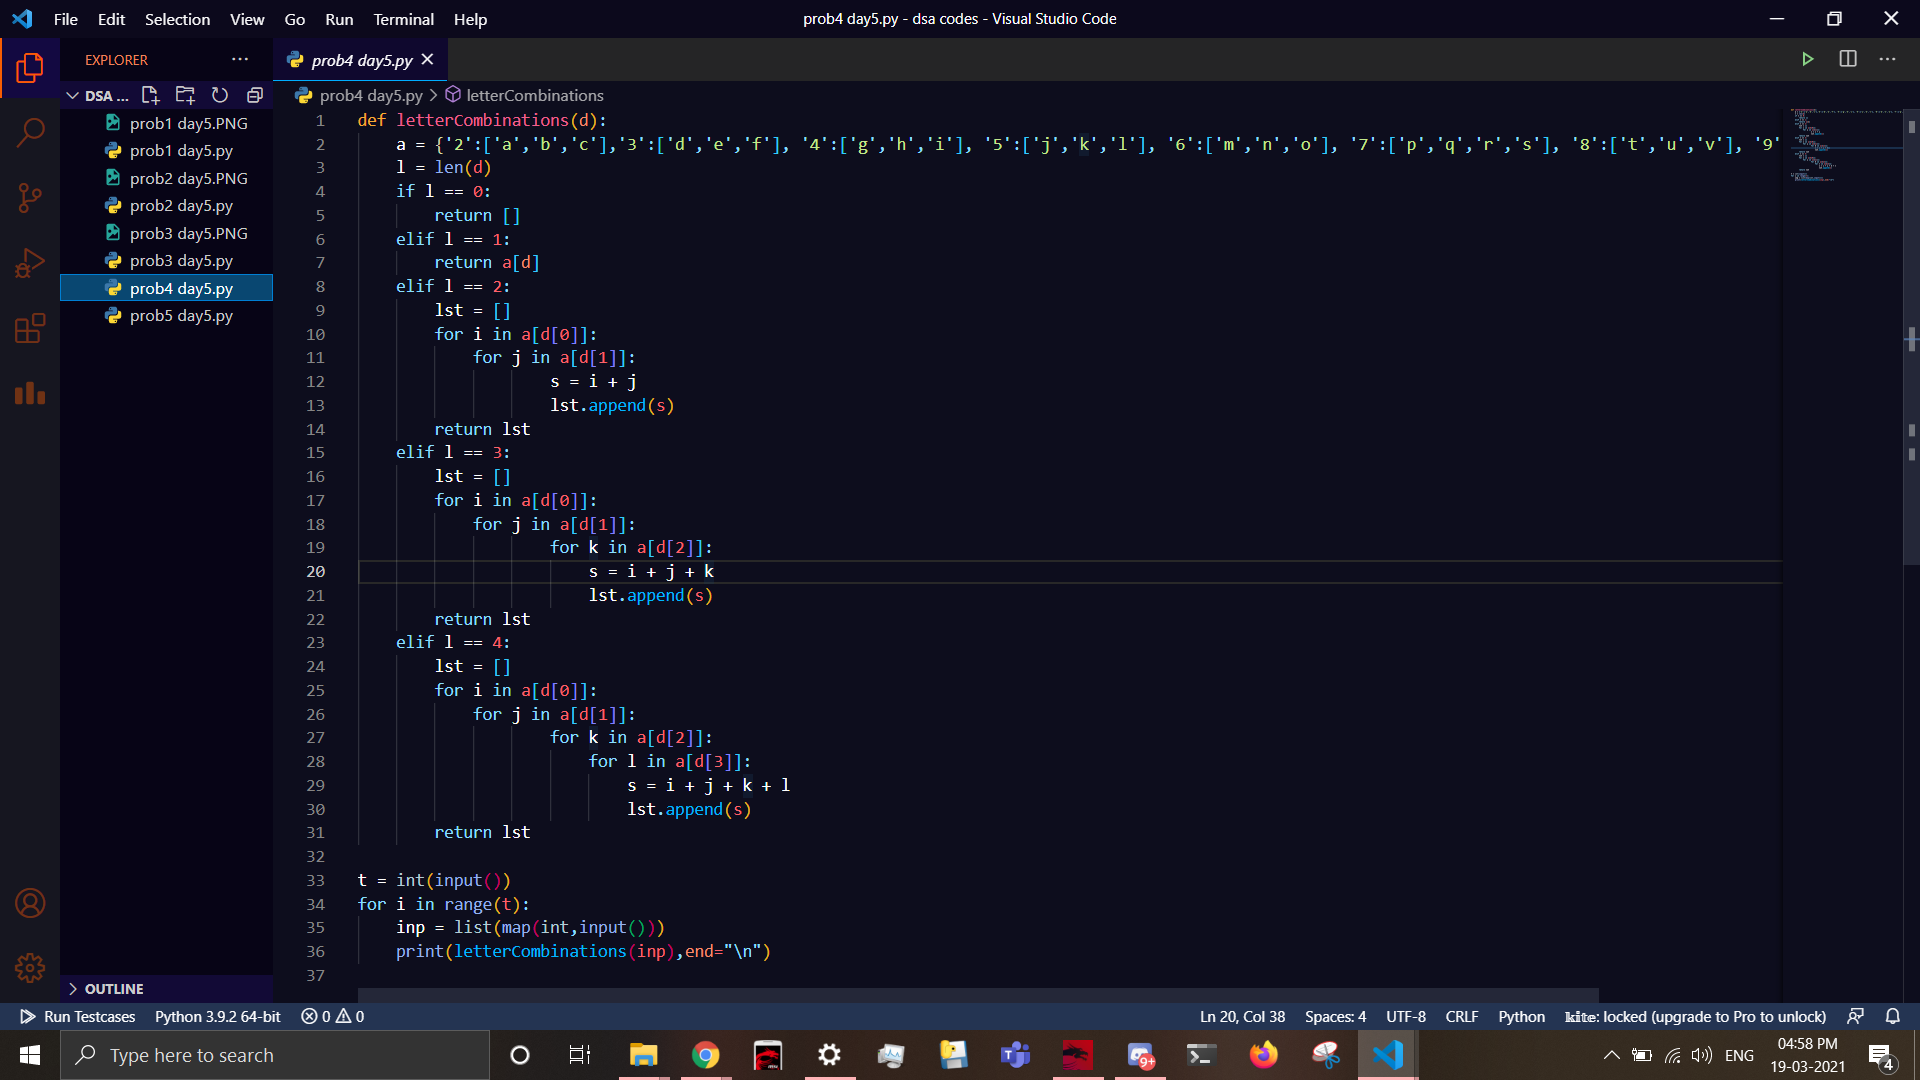 File Edit Selection View Go Run Terminal Help
prob4 day5.py - dsa codes - Visual Studio Code
EXPLORER
prob4 day5.py
DSA ...
prob4 day5.py > letterCombinations
prob1 day5.PNG
prob1 day5.py
prob2 day5.PNG
prob2 day5.py
prob3 day5.PNG
prob3 day5.py
prob4 day5.py
prob5 day5.py
OUTLINE
1 def letterCombinations(d):
2     a = {'2':['a','b','c'],'3':['d','e','f'], '4':['g','h','i'], '5':['j','k','l'], '6':['m','n','o'], '7':['p','q','r','s'], '8':['t','u','v'], '9'
3     l = len(d)
4     if l == 0:
5         return []
6     elif l == 1:
7         return a[d]
8     elif l == 2:
9         lst = []
10         for i in a[d[0]]:
11             for j in a[d[1]]:
12                     s = i + j
13                     lst.append(s)
14         return lst
15     elif l == 3:
16         lst = []
17         for i in a[d[0]]:
18             for j in a[d[1]]:
19                     for k in a[d[2]]:
20                         s = i + j + k
21                         lst.append(s)
22         return lst
23     elif l == 4:
24         lst = []
25         for i in a[d[0]]:
26             for j in a[d[1]]:
27                     for k in a[d[2]]:
28                         for l in a[d[3]]:
29                             s = i + j + k + l
30                             lst.append(s)
31         return lst
32
33 t = int(input())
34 for i in range(t):
35     inp = list(map(int,input()))
36     print(letterCombinations(inp),end="\n")
37
Run Testcases Python 3.9.2 64-bit 0 0 Ln 20, Col 38 Spaces: 4 UTF-8 CRLF Python kite: locked (upgrade to Pro to unlock)
Type here to search
9+
ENG
04:58 PM
19-03-2021
4